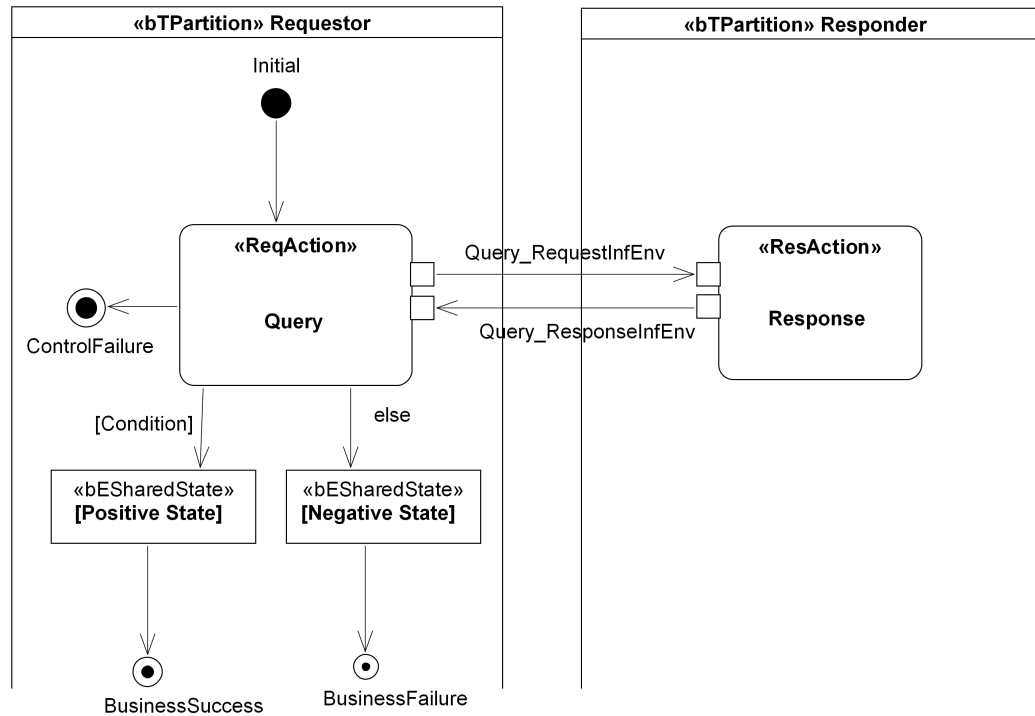 «bTPartition» Requestor
«bTPartition» Responder
Initial
«ReqAction»
Query
Query_RequestInfEnv
Query_ResponseInfEnv
«ResAction»
Response
ControlFailure
[Condition]
else
«bESharedState»
[Positive State]
«bESharedState»
[Negative State]
BusinessSuccess
BusinessFailure